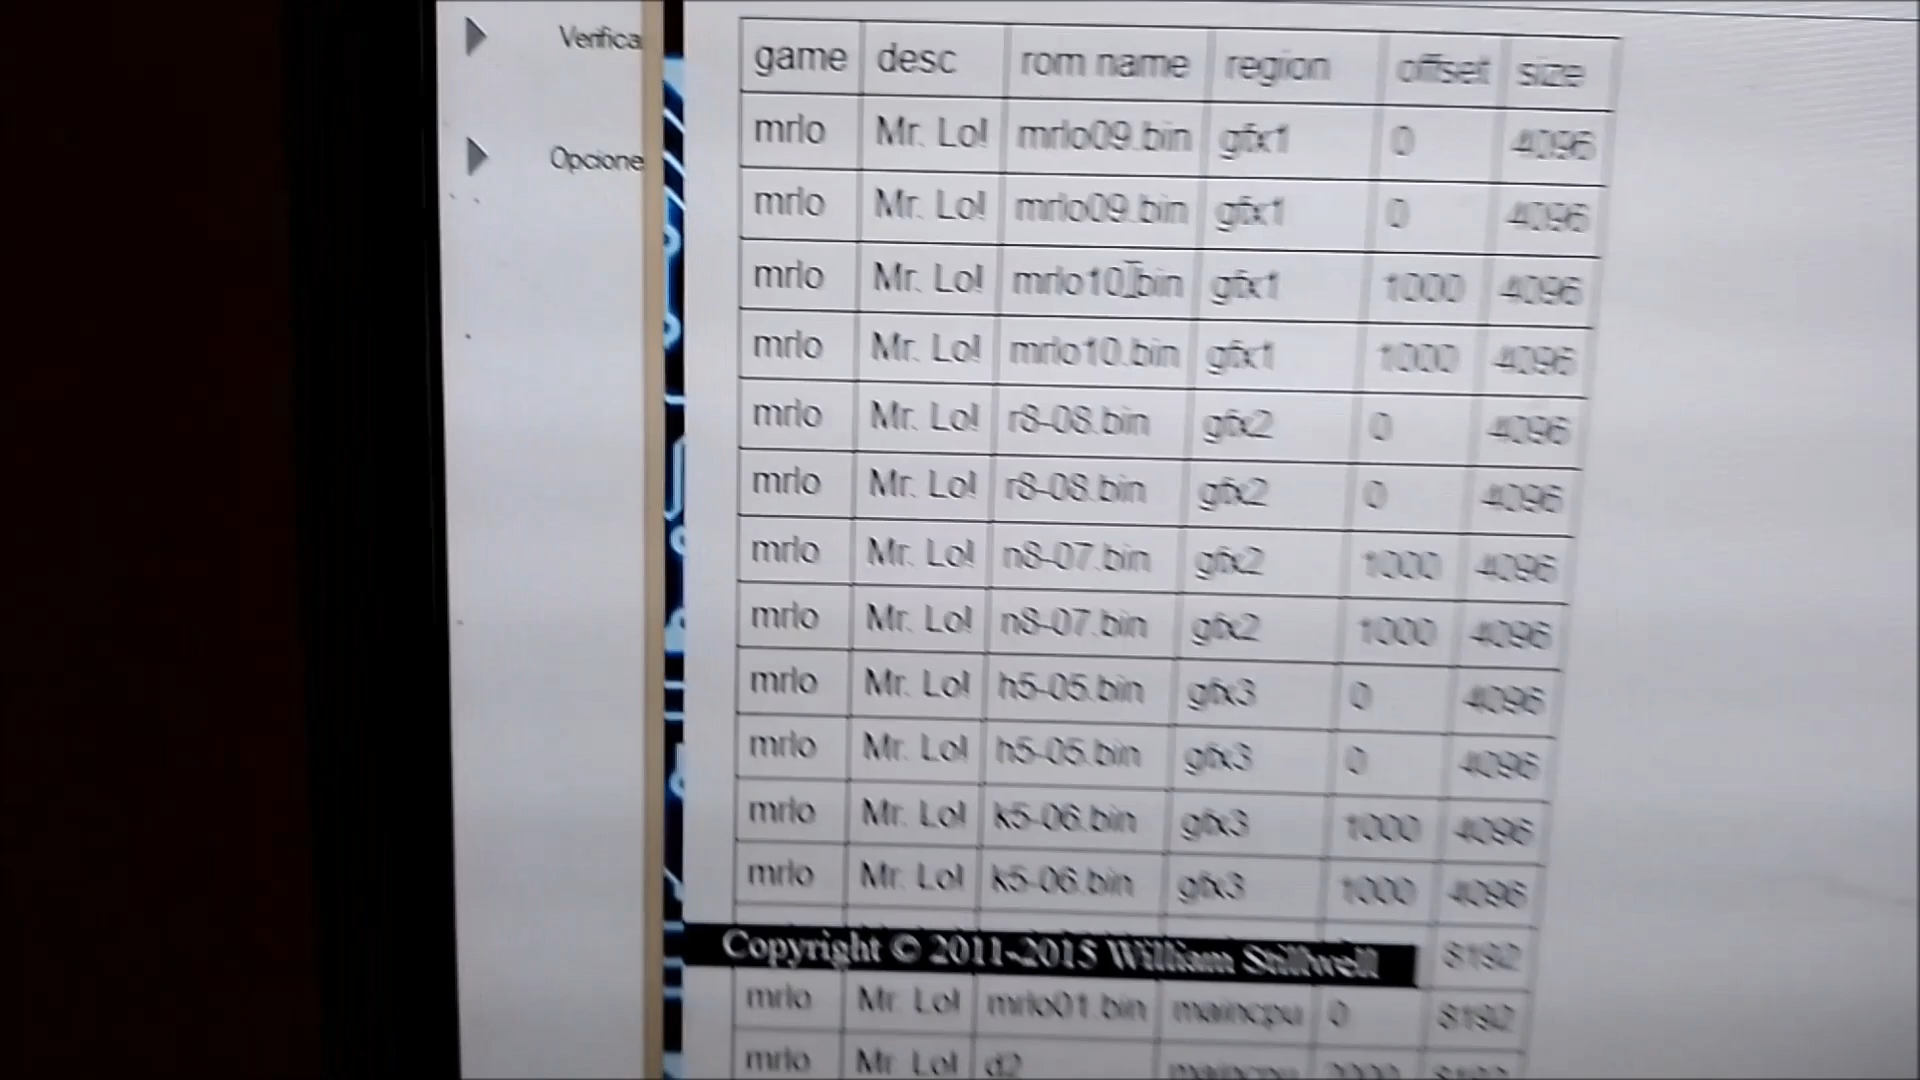 Verifica
Opcione
game desc rom name region offset size
mrlo Mr. Lo! mrlo09.bin gfx1 0 4096
mrlo Mr. Lo! mrlo09.bin gfx1 0 4096
mrlo Mr. Lo! mrlo10.bin gfx1 1000 4096
mrlo Mr. Lo! mrlo10.bin gfx1 1000 4096
mrlo Mr. Lo! r8-08.bin gfx2 0 4096
mrlo Mr. Lo! r8-08.bin gfx2 0 4096
mrlo Mr. Lo! n8-07.bin gfx2 1000 4096
mrlo Mr. Lo! n8-07.bin gfx2 1000 4096
mrlo Mr. Lo! h5-05.bin gfx3 0 4096
mrlo Mr. Lo! h5-05.bin gfx3 0 4096
mrlo Mr. Lo! k5-06.bin gfx3 1000 4096
mrlo Mr. Lo! k5-06.bin gfx3 1000 4096
Copyright © 2011-2015 William Stillwell 8192
mrlo Mr. Lo! mrlo01.bin maincpu 0 8192
mrlo Mr. Lo! d2 maincpu